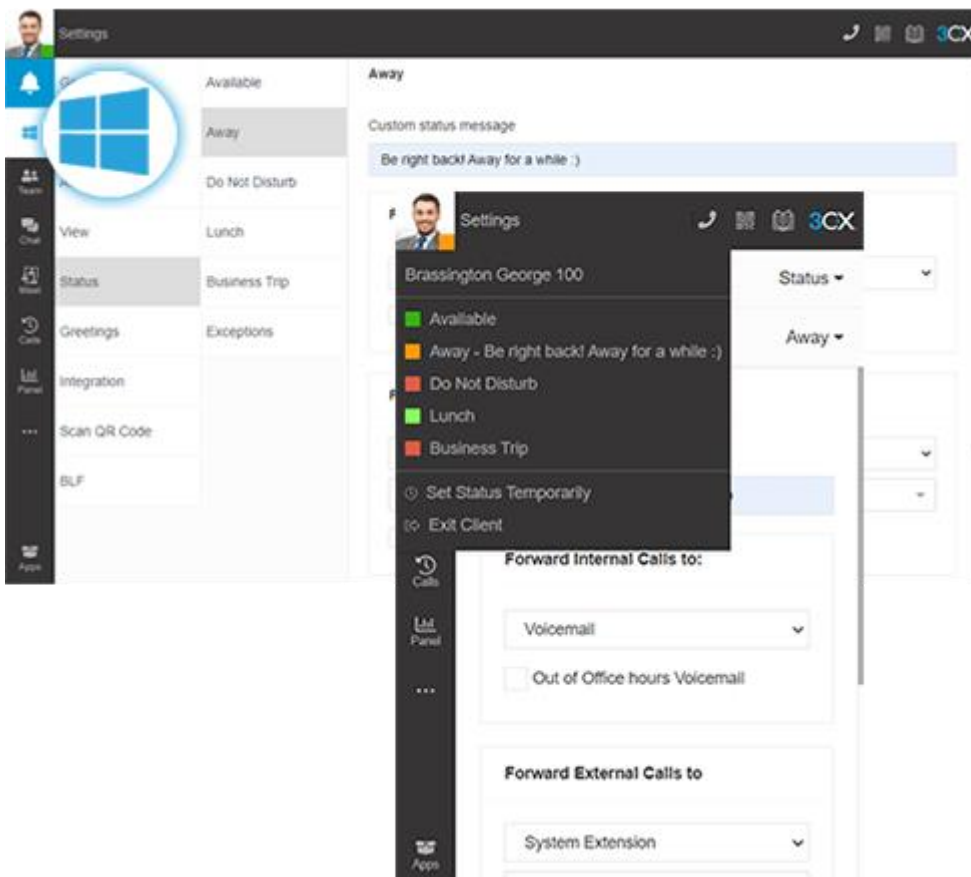 Settings
3CX
Available
Away
Do Not Disturb
Lunch
Business Trip
Exceptions
View
Status
Greetings
Integration
Scan QR Code
BLF
Team
Chat
Calls
Panel
Apps
Away
Custom status message
Be right back! Away for a while :)
Settings
3CX
Brassington George 100
Status
Away
Available
Away - Be right back! Away for a while :)
Do Not Disturb
Lunch
Business Trip
Set Status Temporarily
Exit Client
Calls
Panel
Apps
Forward Internal Calls to:
Voicemail
Out of Office hours Voicemail
Forward External Calls to
System Extension